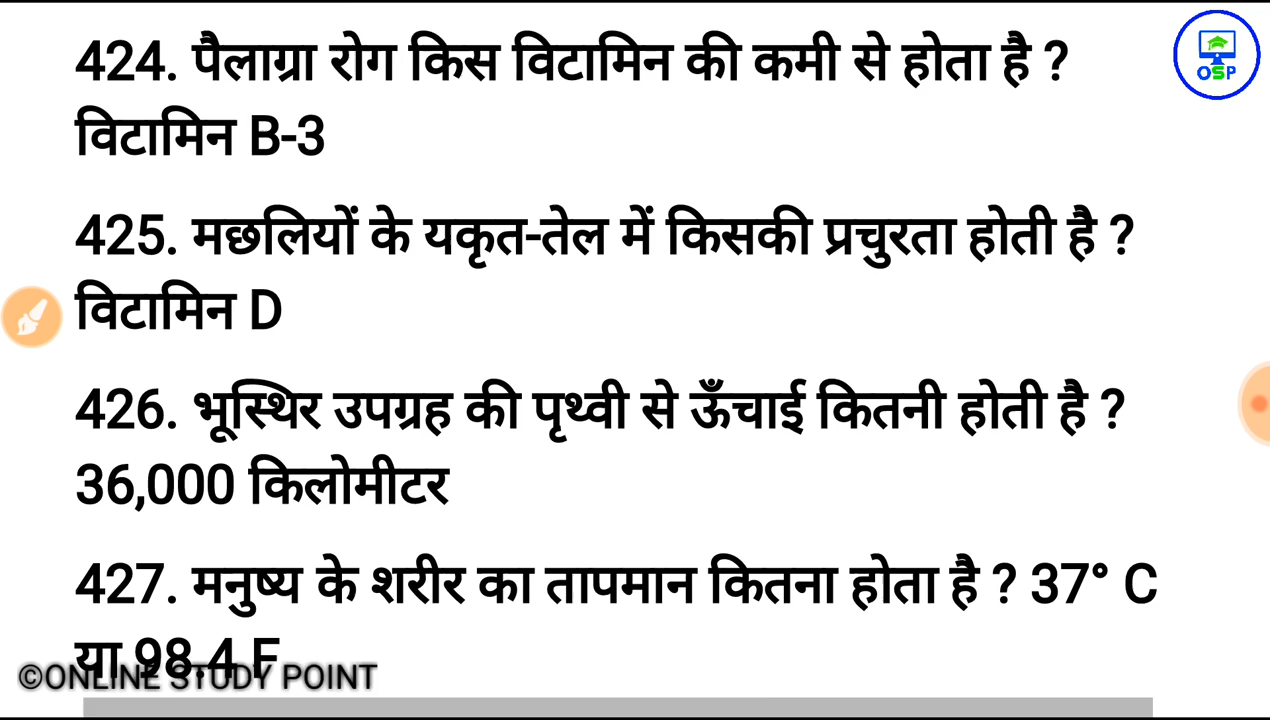 424. पैलाग्रा रोग किस विटामिन की कमी से होता है ?
OSP
विटामिन B-3
425. मछलियों के यकृत-तेल में किसकी प्रचुरता होती है ?
विटामिन D
426. भूस्थिर उपग्रह की पृथ्वी से ऊँचाई कितनी होती है ?
36,000 किलोमीटर
427. मनुष्य के शरीर का तापमान कितना होता है ? 37° C
या 98.4 F
©ONLINE STUDY POINT